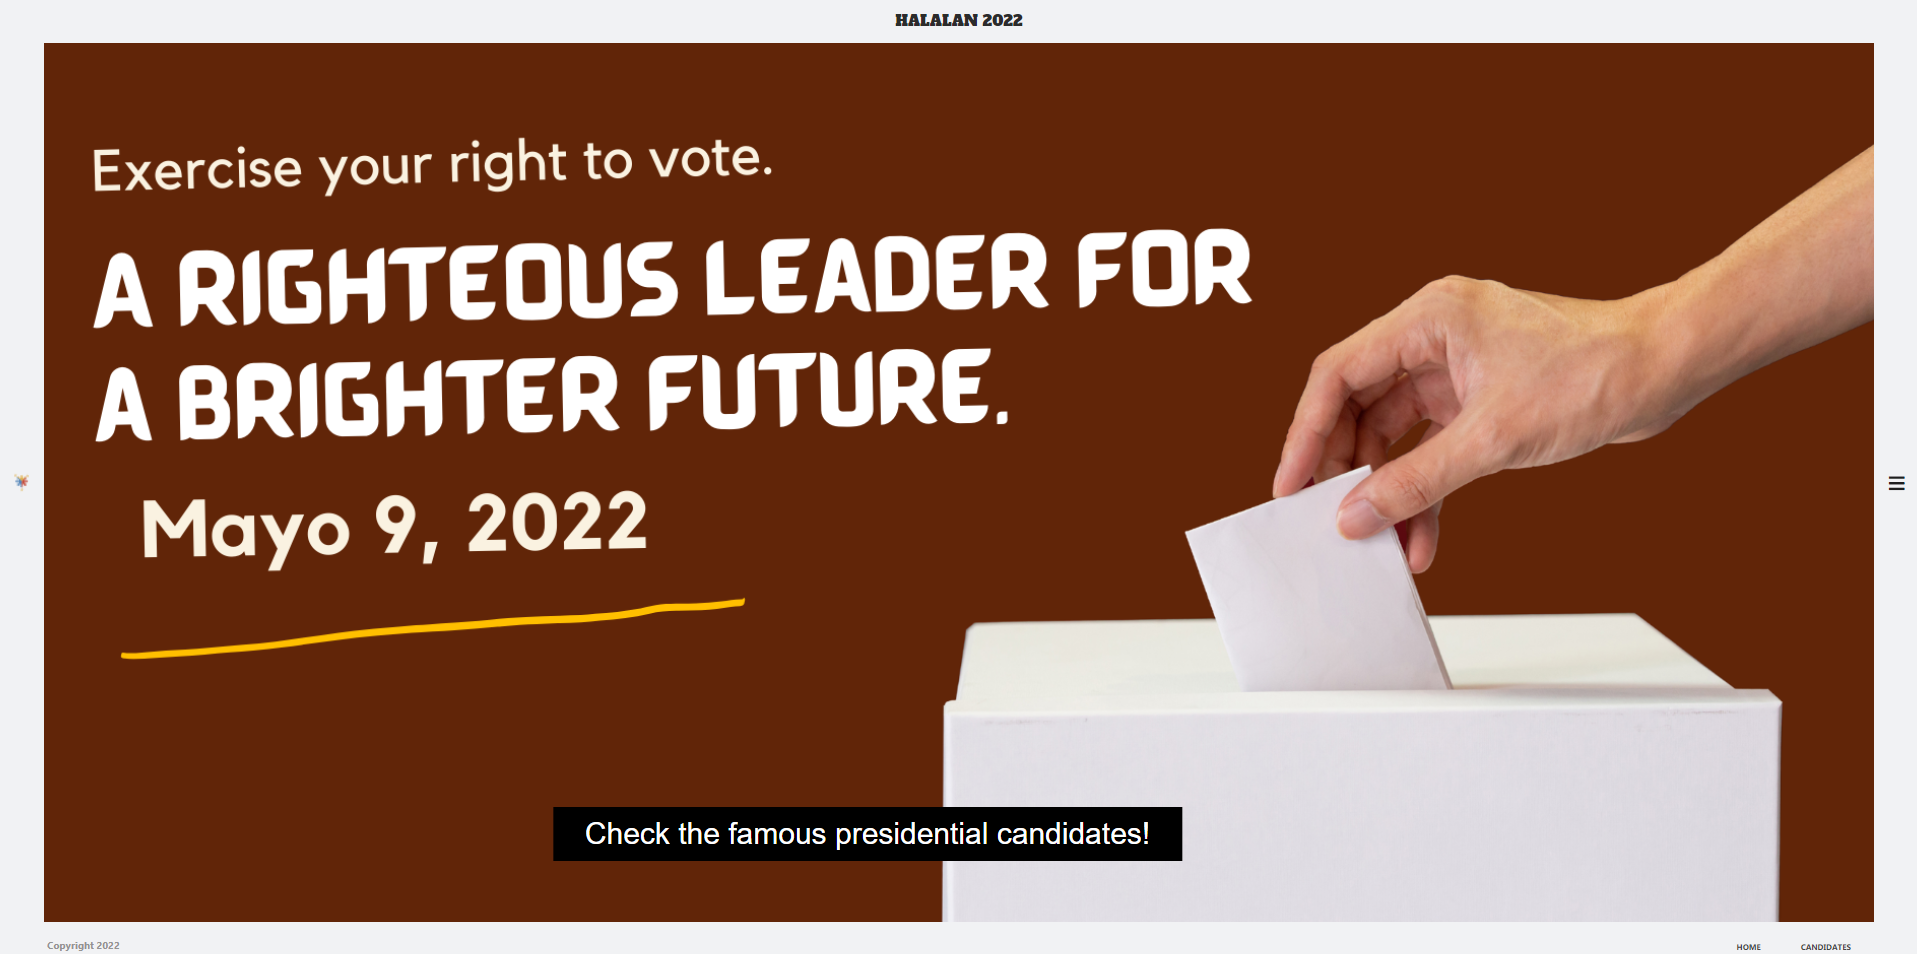 HALALAN 2022
Exercise your right to vote.
A RIGHTEOUS LEADER FOR
A BRIGHTER FUTURE.
Mayo 9, 2022
Check the famous presidential candidates!
Copyright 2022
HOME CANDIDATES